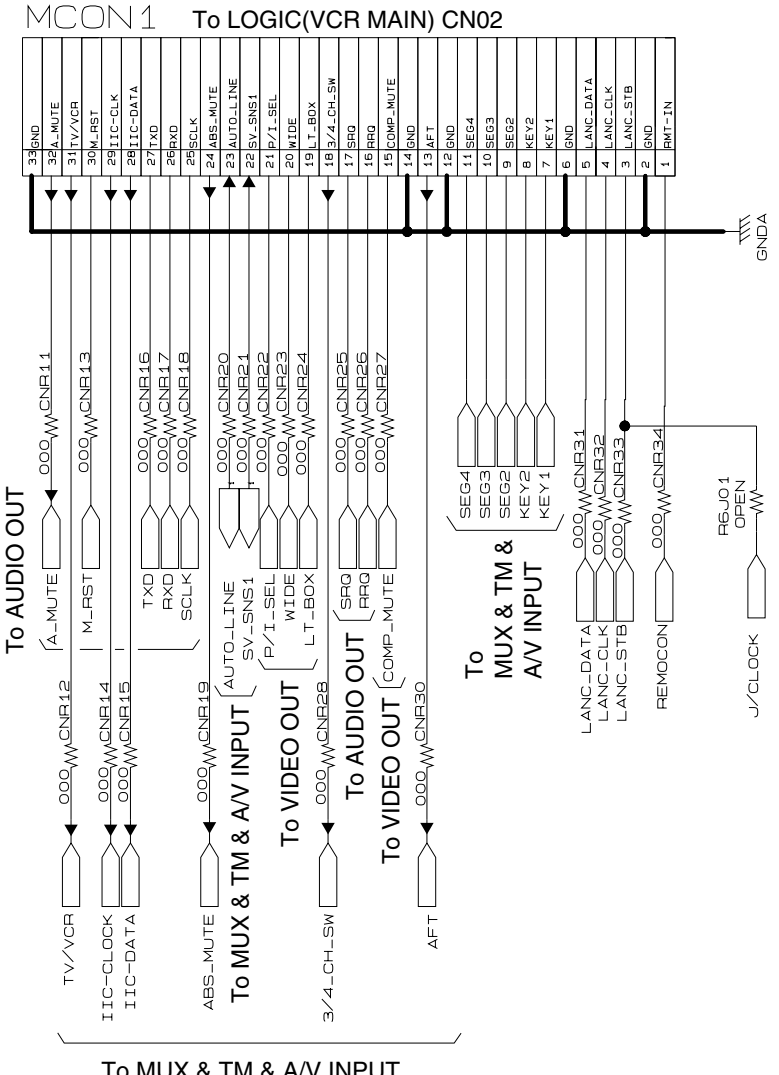 MCON1 To LOGIC(VCR MAIN) CN02
33 GND
32 A_MUTE
31 TV/VCR
30 M_RST
29 IIC-CLK
28 IIC-DATA
27 TXD
26 RXD
25 SCLK
24 ABS-MUTE
23 AUTO_LINE
22 SV_SNS1
21 P/I_SEL
20 WIDE
19 LT_BOX
18 3/4_CH_SW
17 SRQ
16 RRQ
15 COMP_MUTE
14 GND
13 AFT
12 GND
11 SEG4
10 SEG3
9 SEG2
8 KEY2
7 KEY1
6 GND
5 LANC_DATA
4 LANC_CLK
3 LANC_STB
2 GND
1 RMT-IN
GNDA
000 CNR11
000 CNR13
000 CNR16
000 CNR17
000 CNR18
000 CNR20
000 CNR21
000 CNR22
000 CNR23
000 CNR24
000 CNR25
000 CNR26
000 CNR27
000 CNR31
000 CNR32
000 CNR33
000 CNR34
R6J01
OPEN
1
1
To AUDIO OUT
A_MUTE
M_RST
TXD
RXD
SCLK
AUTO_LINE
SV_SNS1
P/I_SEL
WIDE
LT_BOX
SRQ
RRQ
COMP_MUTE
SEG4
SEG3
SEG2
KEY2
KEY1
To
MUX & TM &
A/V INPUT
LANC_DATA
LANC_CLK
LANC_STB
REMOCON
J/CLOCK
000 CNR12
000 CNR14
000 CNR15
000 CNR19
000 CNR28
000 CNR30
To MUX & TM & A/V INPUT
To VIDEO OUT
To AUDIO OUT
To VIDEO OUT
TV/VCR
IIC-CLOCK
IIC-DATA
ABS_MUTE
3/4_CH_SW
AFT
To MUX & TM & A/V INPUT